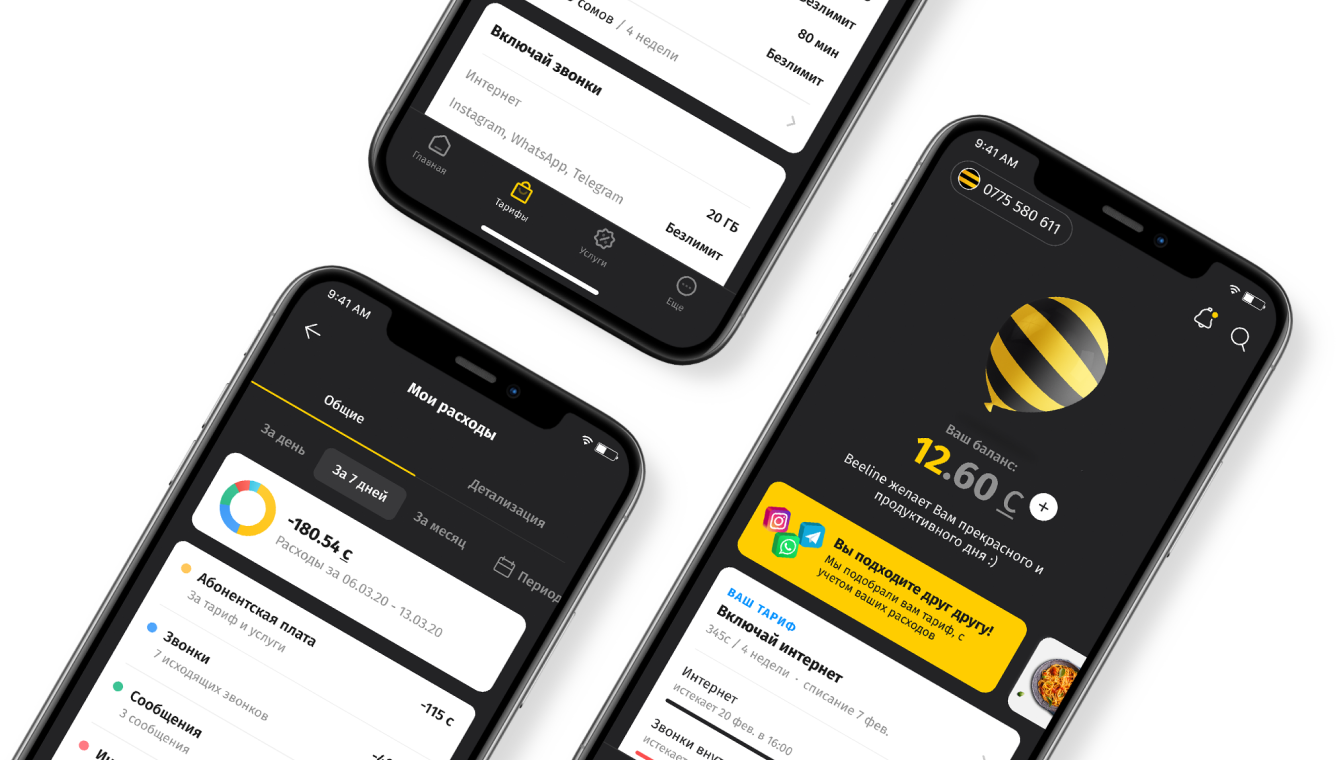 Безлимит
сомов / 4 недели
80 мин
Безлимит
Включай звонки
Интернет
20 ГБ
Instagram, WhatsApp, Telegram
Безлимит
Главная
Тарифы
Услуги
Еще
9:41 AM
Мои расходы
Общие
Детализация
За день
За 7 дней
За месяц
Период
-180.54 с
Расходы за 06.03.20 - 13.03.20
Абонентская плата
За тариф и услуги
-115 с
Звонки
7 исходящих звонков
Сообщения
3 сообщения
9:41 AM
0775 580 611
Ваш баланс:
12.60 с
+
Beeline желает Вам прекрасного и
продуктивного дня :)
Вы подходите друг другу!
Мы подобрали вам тариф, с
учетом ваших расходов
ВАШ ТАРИФ
Включай интернет
345с / 4 недели · списание 7 фев.
Интернет
истекает 20 фев. в 16:00
Звонки
истекает